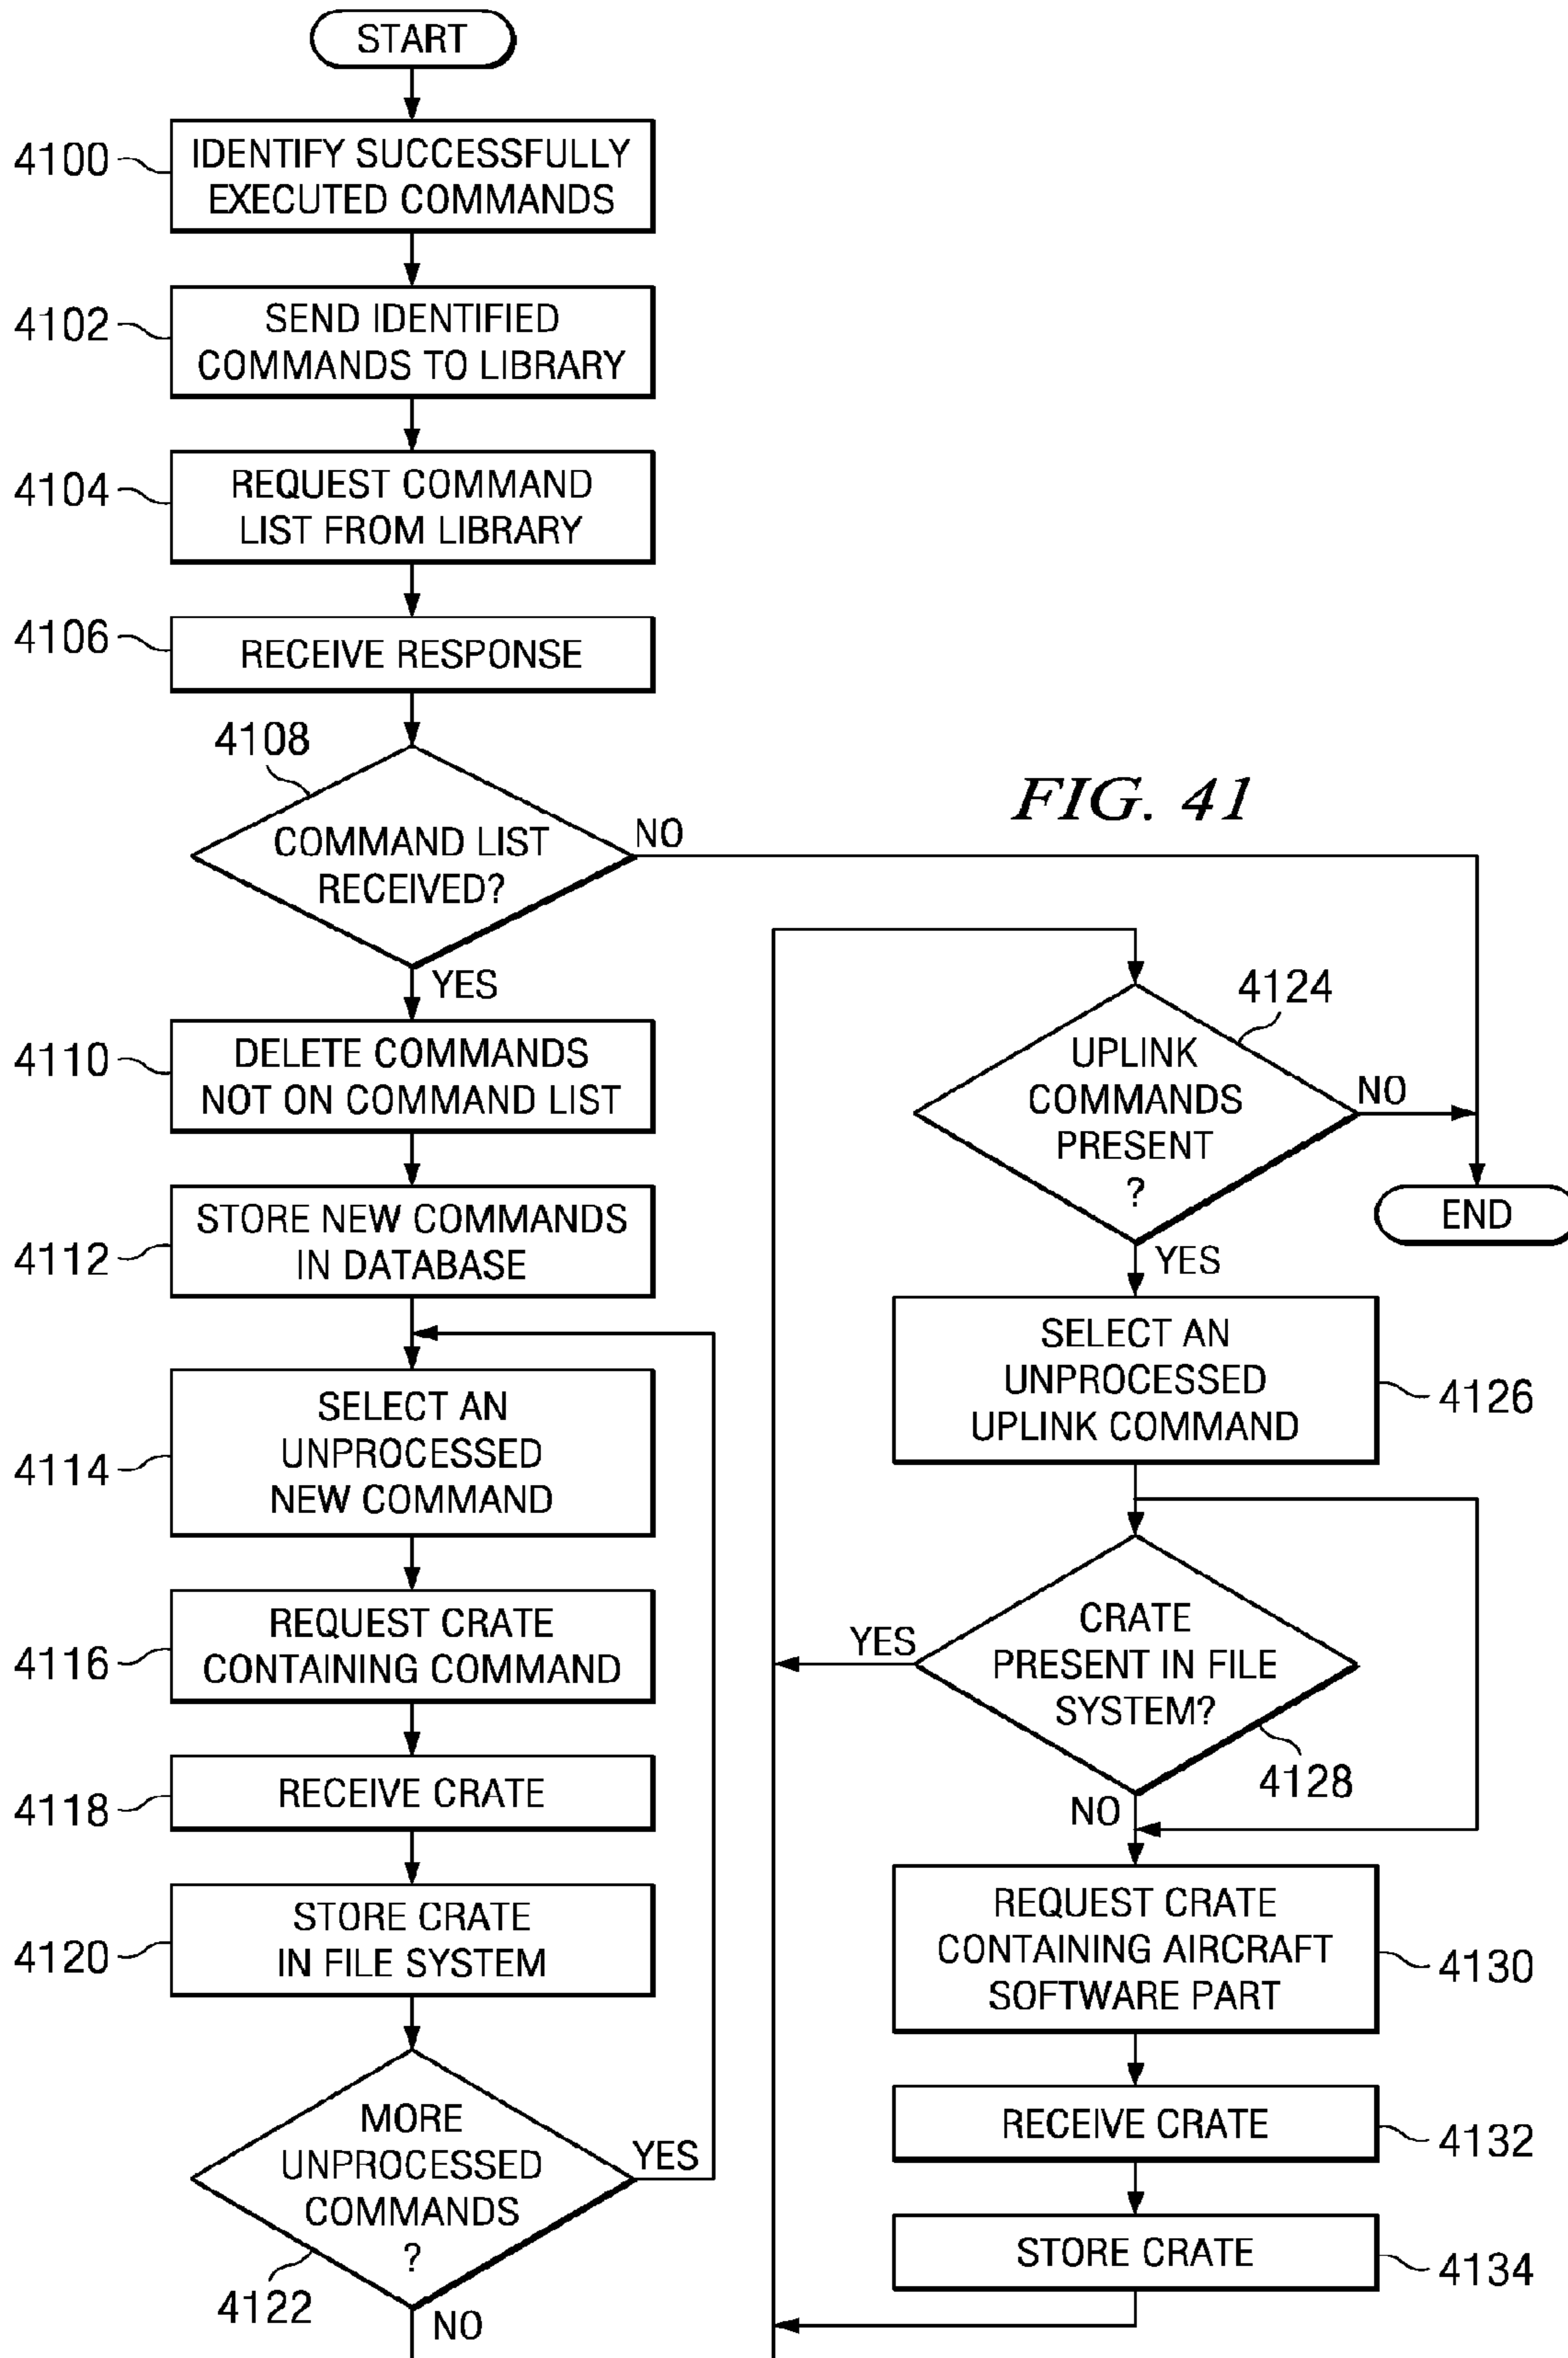 START
4100
IDENTIFY SUCCESSFULLY
EXECUTED COMMANDS
4102
SEND IDENTIFIED
COMMANDS TO LIBRARY
4104
REQUEST COMMAND
LIST FROM LIBRARY
4106
RECEIVE RESPONSE
4108
COMMAND LIST
RECEIVED?
NO
YES
4110
DELETE COMMANDS
NOT ON COMMAND LIST
4112
STORE NEW COMMANDS
IN DATABASE
4114
SELECT AN
UNPROCESSED
NEW COMMAND
4116
REQUEST CRATE
CONTAINING COMMAND
4118
RECEIVE CRATE
4120
STORE CRATE
IN FILE SYSTEM
MORE
UNPROCESSED
COMMANDS
?
YES
4122
NO
FIG. 41
4124
UPLINK
COMMANDS
PRESENT
?
NO
END
YES
SELECT AN
UNPROCESSED
UPLINK COMMAND
4126
CRATE
PRESENT IN FILE
SYSTEM?
YES
4128
NO
REQUEST CRATE
CONTAINING AIRCRAFT
SOFTWARE PART
4130
RECEIVE CRATE
4132
STORE CRATE
4134